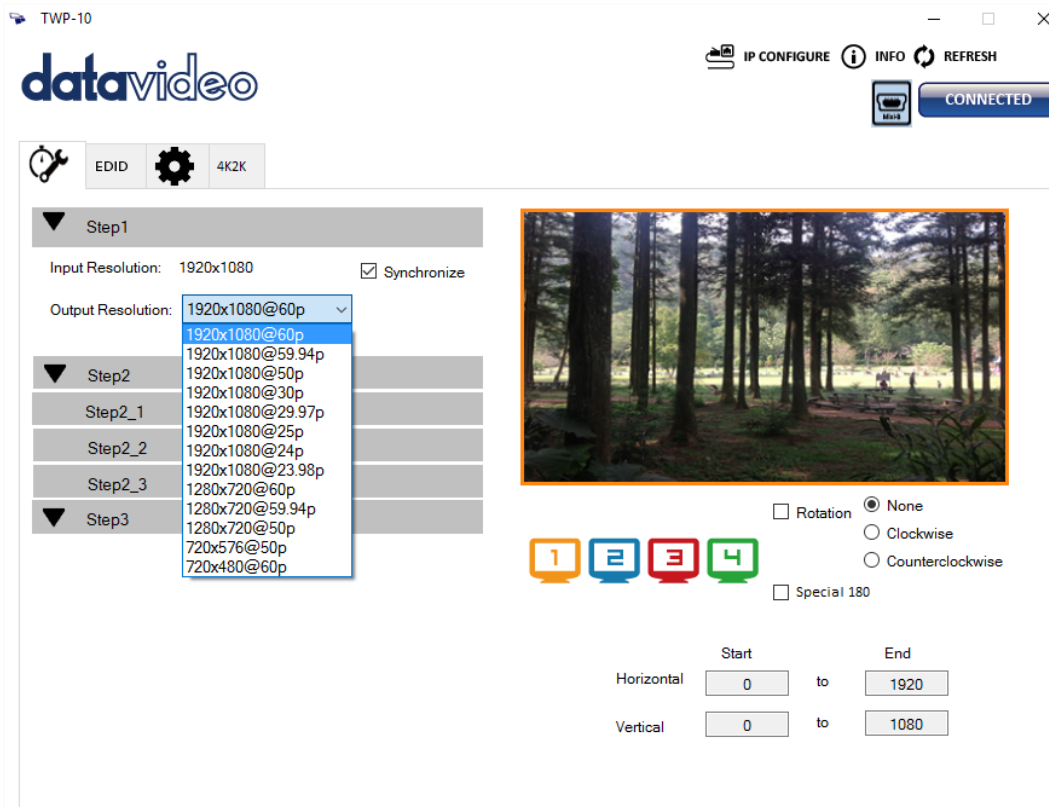 TWP-10
datavideo
IP CONFIGURE
INFO
REFRESH
Mini-B
CONNECTED
EDID
4K2K
Step1
Input Resolution: 1920x1080
Synchronize
Output Resolution: 1920x1080@60p
1920x1080@60p
1920x1080@59.94p
1920x1080@50p
1920x1080@30p
1920x1080@29.97p
1920x1080@25p
1920x1080@24p
1920x1080@23.98p
1280x720@60p
1280x720@59.94p
1280x720@50p
720x576@50p
720x480@60p
Step2
Step2_1
Step2_2
Step2_3
Step3
1 2 3 4
Rotation
None
Clockwise
Counterclockwise
Special 180
Start End
Horizontal 0 to 1920
Vertical 0 to 1080